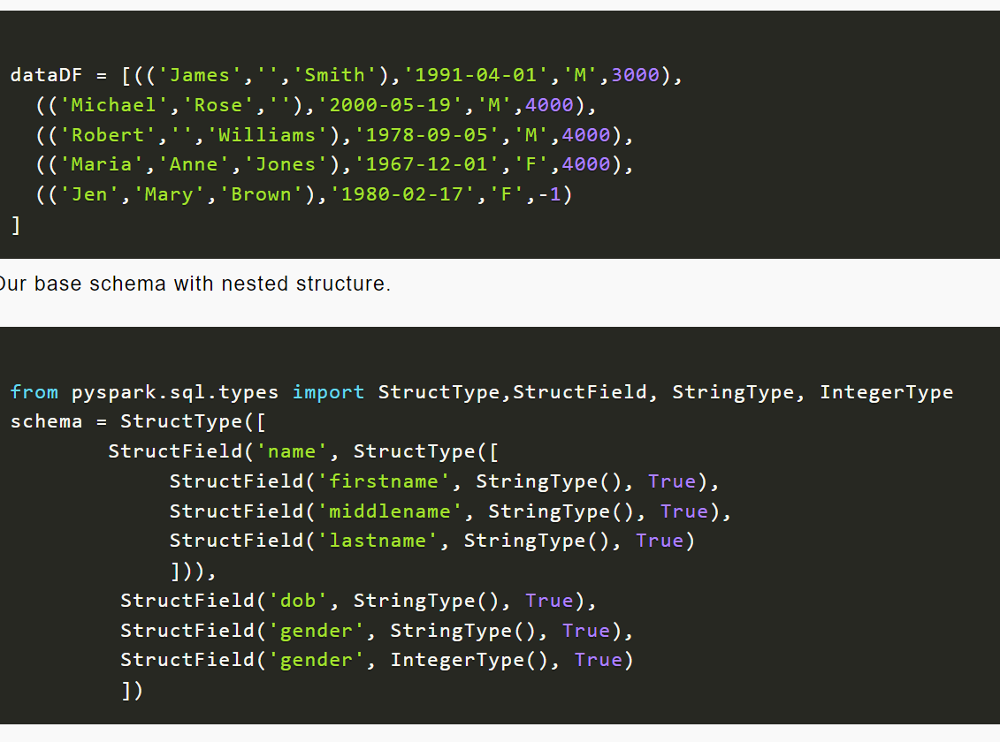 dataDF = [(('James','','Smith'),'1991-04-01','M',3000),
(('Michael','Rose',''),'2000-05-19','M',4000),
(('Robert','','Williams'),'1978-09-05','M',4000),
(('Maria','Anne','Jones'),'1967-12-01','F',4000),
(('Jen','Mary','Brown'),'1980-02-17','F',-1)
]
Our base schema with nested structure.
from pyspark.sql.types import StructType,StructField, StringType, IntegerType
schema = StructType([
StructField('name', StructType([
StructField('firstname', StringType(), True),
StructField('middlename', StringType(), True),
StructField('lastname', StringType(), True)
])),
StructField('dob', StringType(), True),
StructField('gender', StringType(), True),
StructField('gender', IntegerType(), True)
])